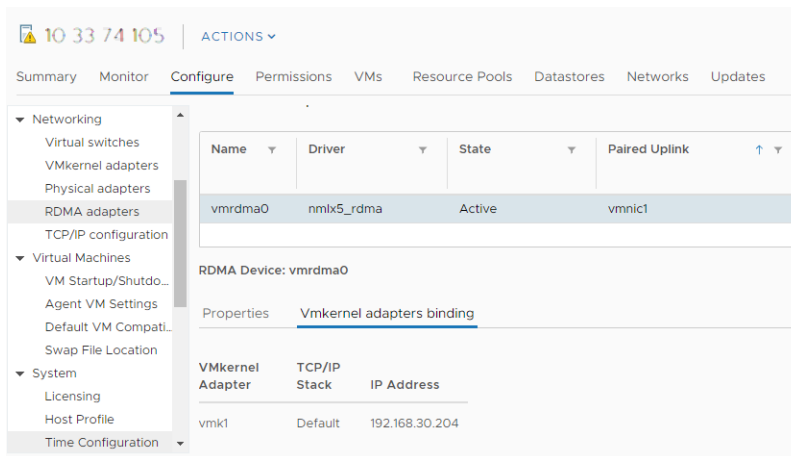 10 33 74 105 ACTIONS
Summary Monitor Configure Permissions VMs Resource Pools Datastores Networks Updates
Networking
Virtual switches
VMkernel adapters
Physical adapters
RDMA adapters
TCP/IP configuration
Virtual Machines
VM Startup/Shutdo...
Agent VM Settings
Default VM Compati...
Swap File Location
System
Licensing
Host Profile
Time Configuration
Name Driver State Paired Uplink
vmrdma0 nmlx5_rdma Active vmnic1
RDMA Device: vmrdma0
Properties Vmkernel adapters binding
VMkernel Adapter TCP/IP Stack IP Address
vmk1 Default 192.168.30.204